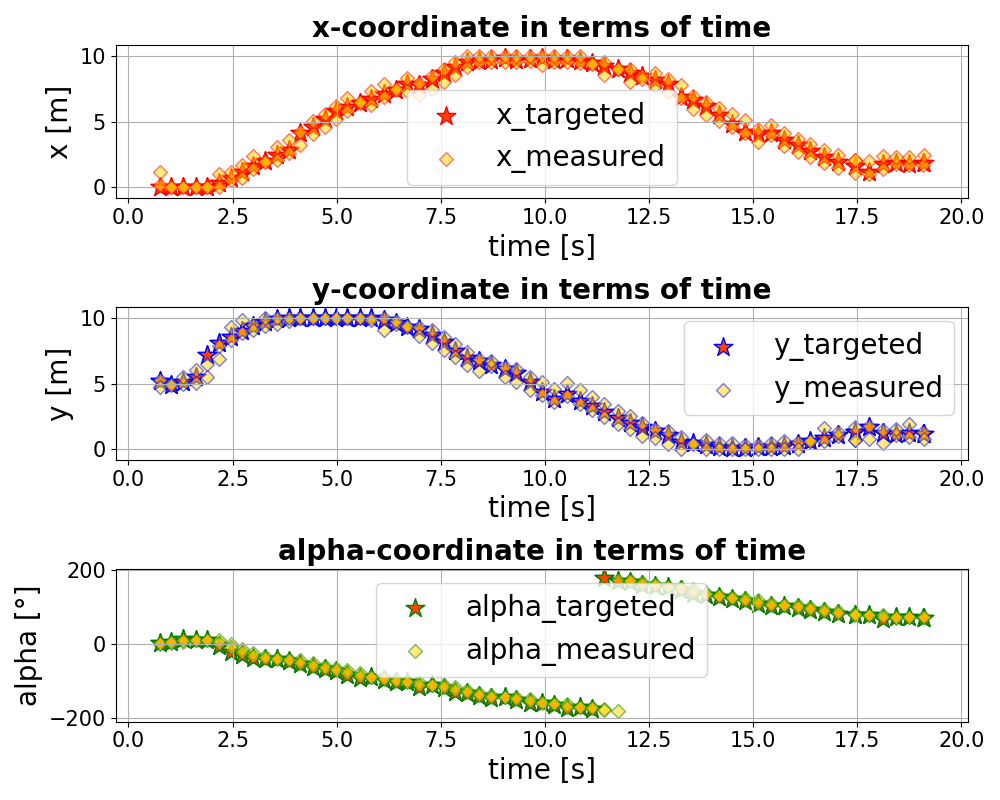 x-coordinate in terms of time
x [m]
10
5
0
x_targeted
x_measured
0.0 2.5 5.0 7.5 10.0 12.5 15.0 17.5 20.0
time [s]
y-coordinate in terms of time
y [m]
10
5
0
y_targeted
y_measured
0.0 2.5 5.0 7.5 10.0 12.5 15.0 17.5 20.0
time [s]
alpha-coordinate in terms of time
alpha [°]
200
0
−200
alpha_targeted
alpha_measured
0.0 2.5 5.0 7.5 10.0 12.5 15.0 17.5 20.0
time [s]